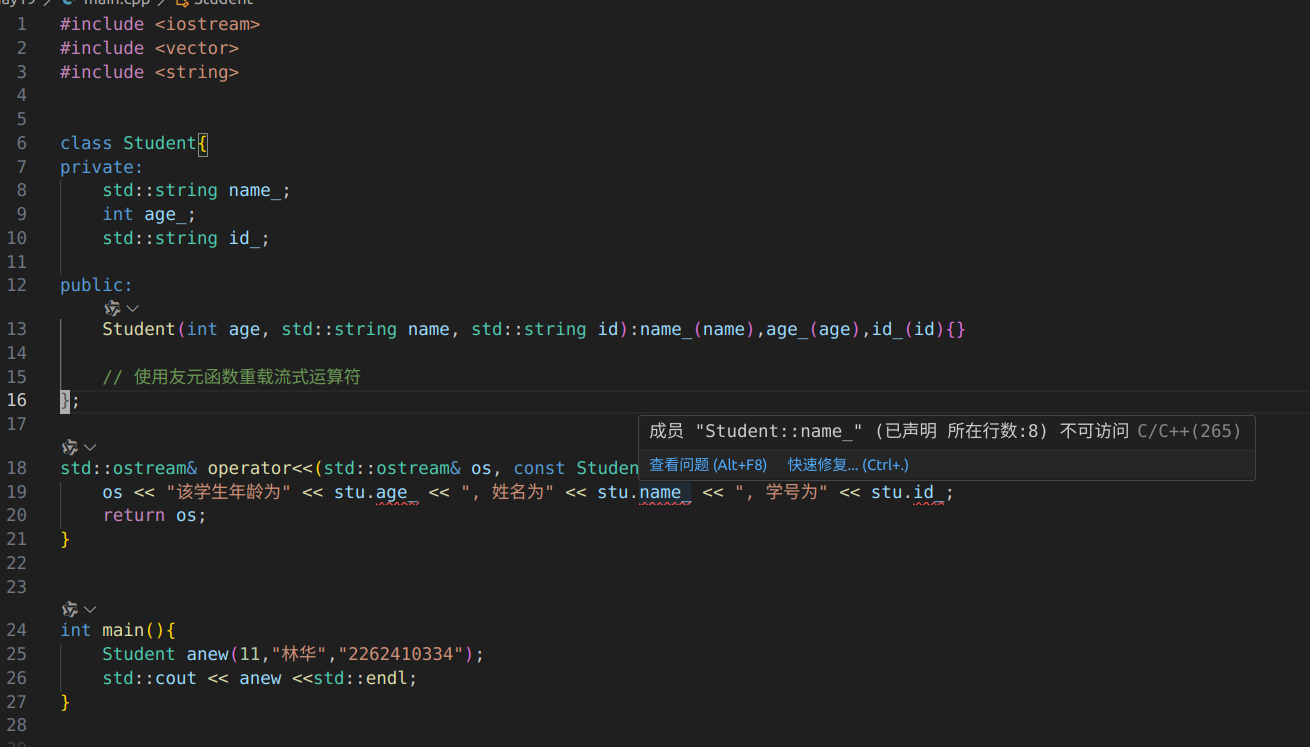 main.cpp Student
1 #include <iostream>
2 #include <vector>
3 #include <string>
4
5
6 class Student{
7 private:
8 std::string name_;
9 int age_;
10 std::string id_;
11
12 public:
13 Student(int age, std::string name, std::string id):name_(name),age_(age),id_(id){}
14
15 // 使用友元函数重载流式运算符
16 };
17
成员 "Student::name_" (已声明 所在行数:8) 不可访问 C/C++(265)
查看问题 (Alt+F8) 快速修复... (Ctrl+.)
18 std::ostream& operator<<(std::ostream& os, const Studen
19 os << "该学生年龄为" << stu.age_ << ", 姓名为" << stu.name_ << ", 学号为" << stu.id_;
20 return os;
21 }
22
23
24 int main(){
25 Student anew(11,"林华","2262410334");
26 std::cout << anew <<std::endl;
27 }
28